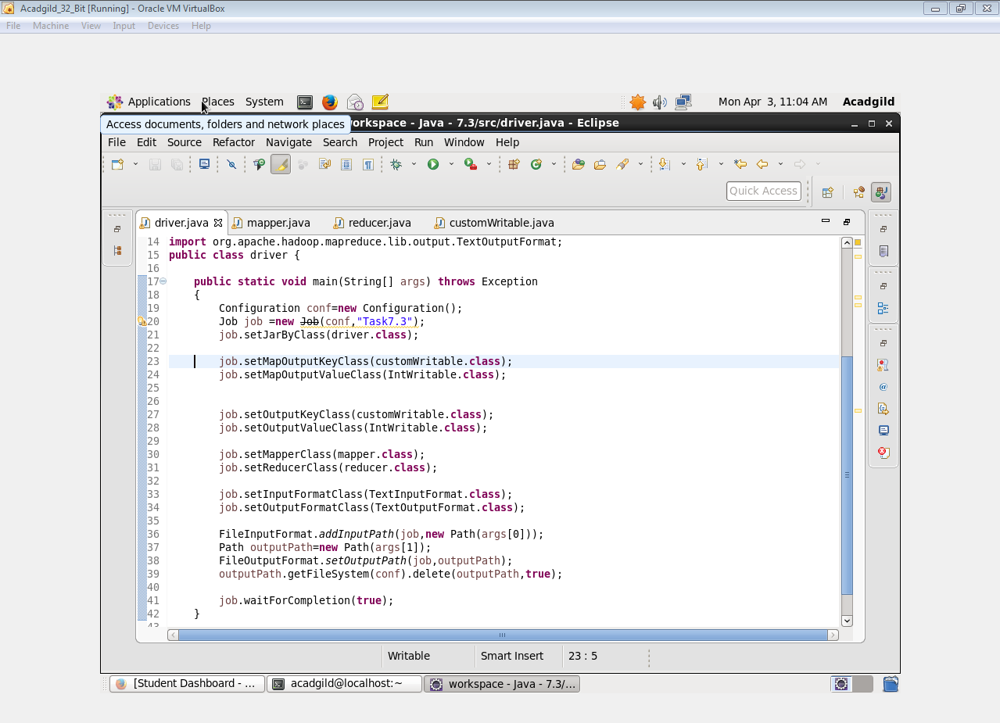 Acadgild_32_Bit [Running] - Oracle VM VirtualBox
File Machine View Input Devices Help
Applications Places System Mon Apr 3, 11:04 AM Acadgild
Access documents, folders and network places
workspace - Java - 7.3/src/driver.java - Eclipse
File Edit Source Refactor Navigate Search Project Run Window Help
Quick Access
driver.java mapper.java reducer.java customWritable.java
14 import org.apache.hadoop.mapreduce.lib.output.TextOutputFormat;
15 public class driver {
16
17 public static void main(String[] args) throws Exception
18 {
19 Configuration conf=new Configuration();
20 Job job =new Job(conf,"Task7.3");
21 job.setJarByClass(driver.class);
22
23 job.setMapOutputKeyClass(customWritable.class);
24 job.setMapOutputValueClass(IntWritable.class);
25
26
27 job.setOutputKeyClass(customWritable.class);
28 job.setOutputValueClass(IntWritable.class);
29
30 job.setMapperClass(mapper.class);
31 job.setReducerClass(reducer.class);
32
33 job.setInputFormatClass(TextInputFormat.class);
34 job.setOutputFormatClass(TextOutputFormat.class);
35
36 FileInputFormat.addInputPath(job,new Path(args[0]));
37 Path outputPath=new Path(args[1]);
38 FileOutputFormat.setOutputPath(job,outputPath);
39 outputPath.getFileSystem(conf).delete(outputPath,true);
40
41 job.waitForCompletion(true);
42 }
43
Writable Smart Insert 23 : 5
[Student Dashboard - ... acadgild@localhost:~ workspace - Java - 7.3/...